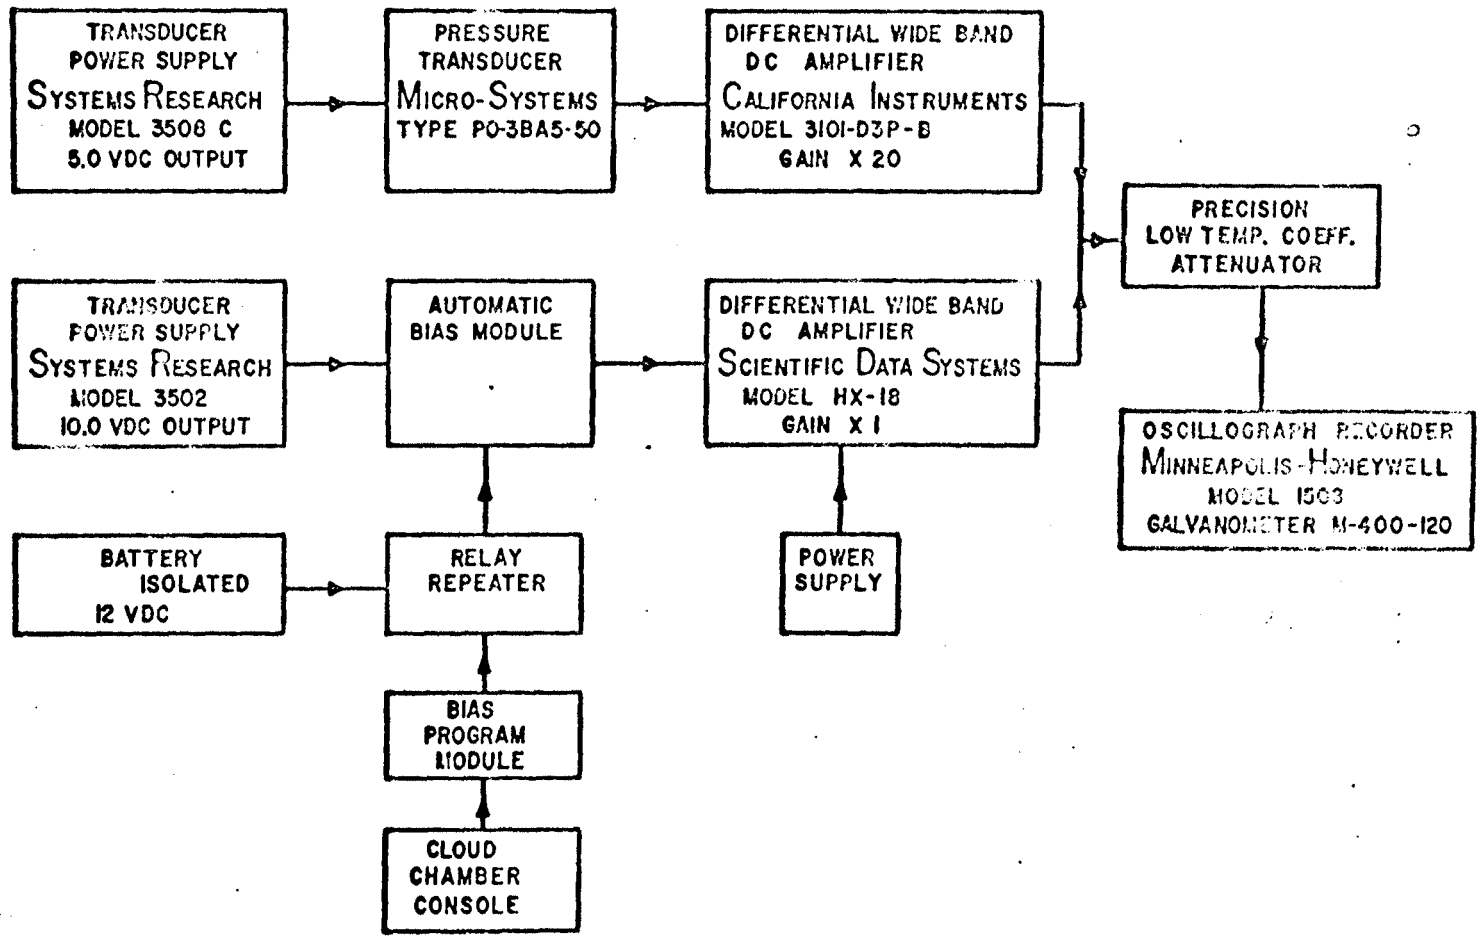 TRANSDUCER
POWER SUPPLY
SYSTEMS RESEARCH
MODEL 3508 C
5.0 VDC OUTPUT
PRESSURE
TRANSDUCER
MICRO-SYSTEMS
TYPE PO-3BA5-50
DIFFERENTIAL WIDE BAND
DC AMPLIFIER
CALIFORNIA INSTRUMENTS
MODEL 3101-D3P-B
GAIN X 20
PRECISION
LOW TEMP. COEFF.
ATTENUATOR
TRANSDUCER
POWER SUPPLY
SYSTEMS RESEARCH
MODEL 3502
10.0 VDC OUTPUT
AUTOMATIC
BIAS MODULE
DIFFERENTIAL WIDE BAND
DC AMPLIFIER
SCIENTIFIC DATA SYSTEMS
MODEL HX-18
GAIN X 1
OSCILLOGRAPH RECORDER
MINNEAPOLIS-HONEYWELL
MODEL 1503
GALVANOMETER M-400-120
BATTERY
ISOLATED
12 VDC
RELAY
REPEATER
POWER
SUPPLY
BIAS
PROGRAM
MODULE
CLOUD
CHAMBER
CONSOLE